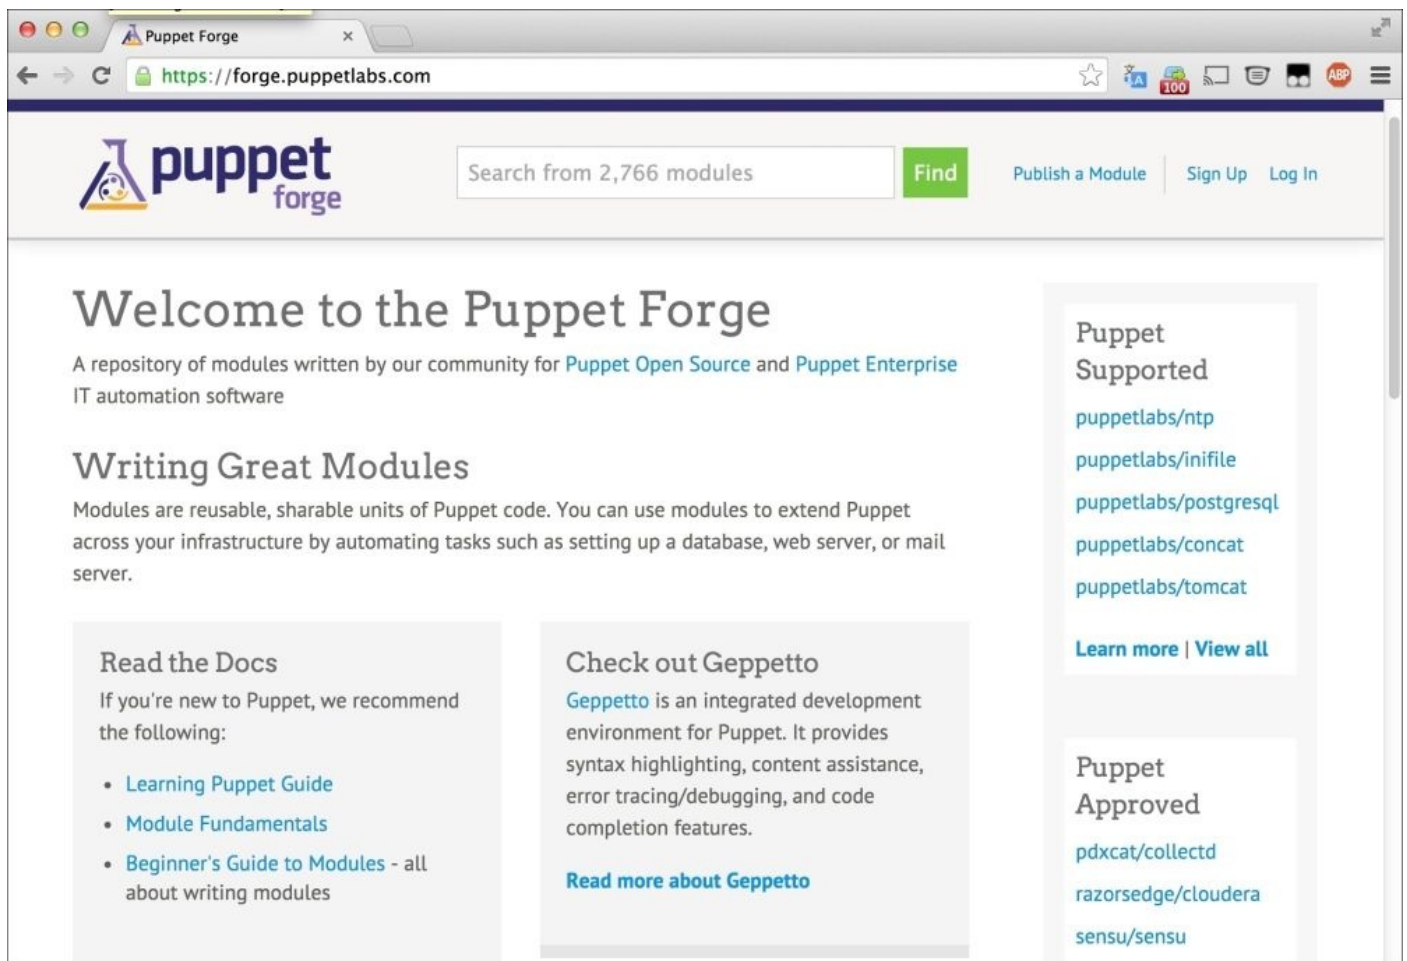 Puppet Forge
https://forge.puppetlabs.com
100
ABP
puppet
forge
Search from 2,766 modules
Find
Publish a Module
Sign Up
Log In
Welcome to the Puppet Forge
A repository of modules written by our community for Puppet Open Source and Puppet Enterprise
IT automation software
Writing Great Modules
Modules are reusable, sharable units of Puppet code. You can use modules to extend Puppet
across your infrastructure by automating tasks such as setting up a database, web server, or mail
server.
Read the Docs
If you're new to Puppet, we recommend
the following:
• Learning Puppet Guide
• Module Fundamentals
• Beginner's Guide to Modules - all
about writing modules
Check out Geppetto
Geppetto is an integrated development
environment for Puppet. It provides
syntax highlighting, content assistance,
error tracing/debugging, and code
completion features.
Read more about Geppetto
Puppet
Supported
puppetlabs/ntp
puppetlabs/inifile
puppetlabs/postgresql
puppetlabs/concat
puppetlabs/tomcat
Learn more | View all
Puppet
Approved
pdxcat/collectd
razorsedge/cloudera
sensu/sensu